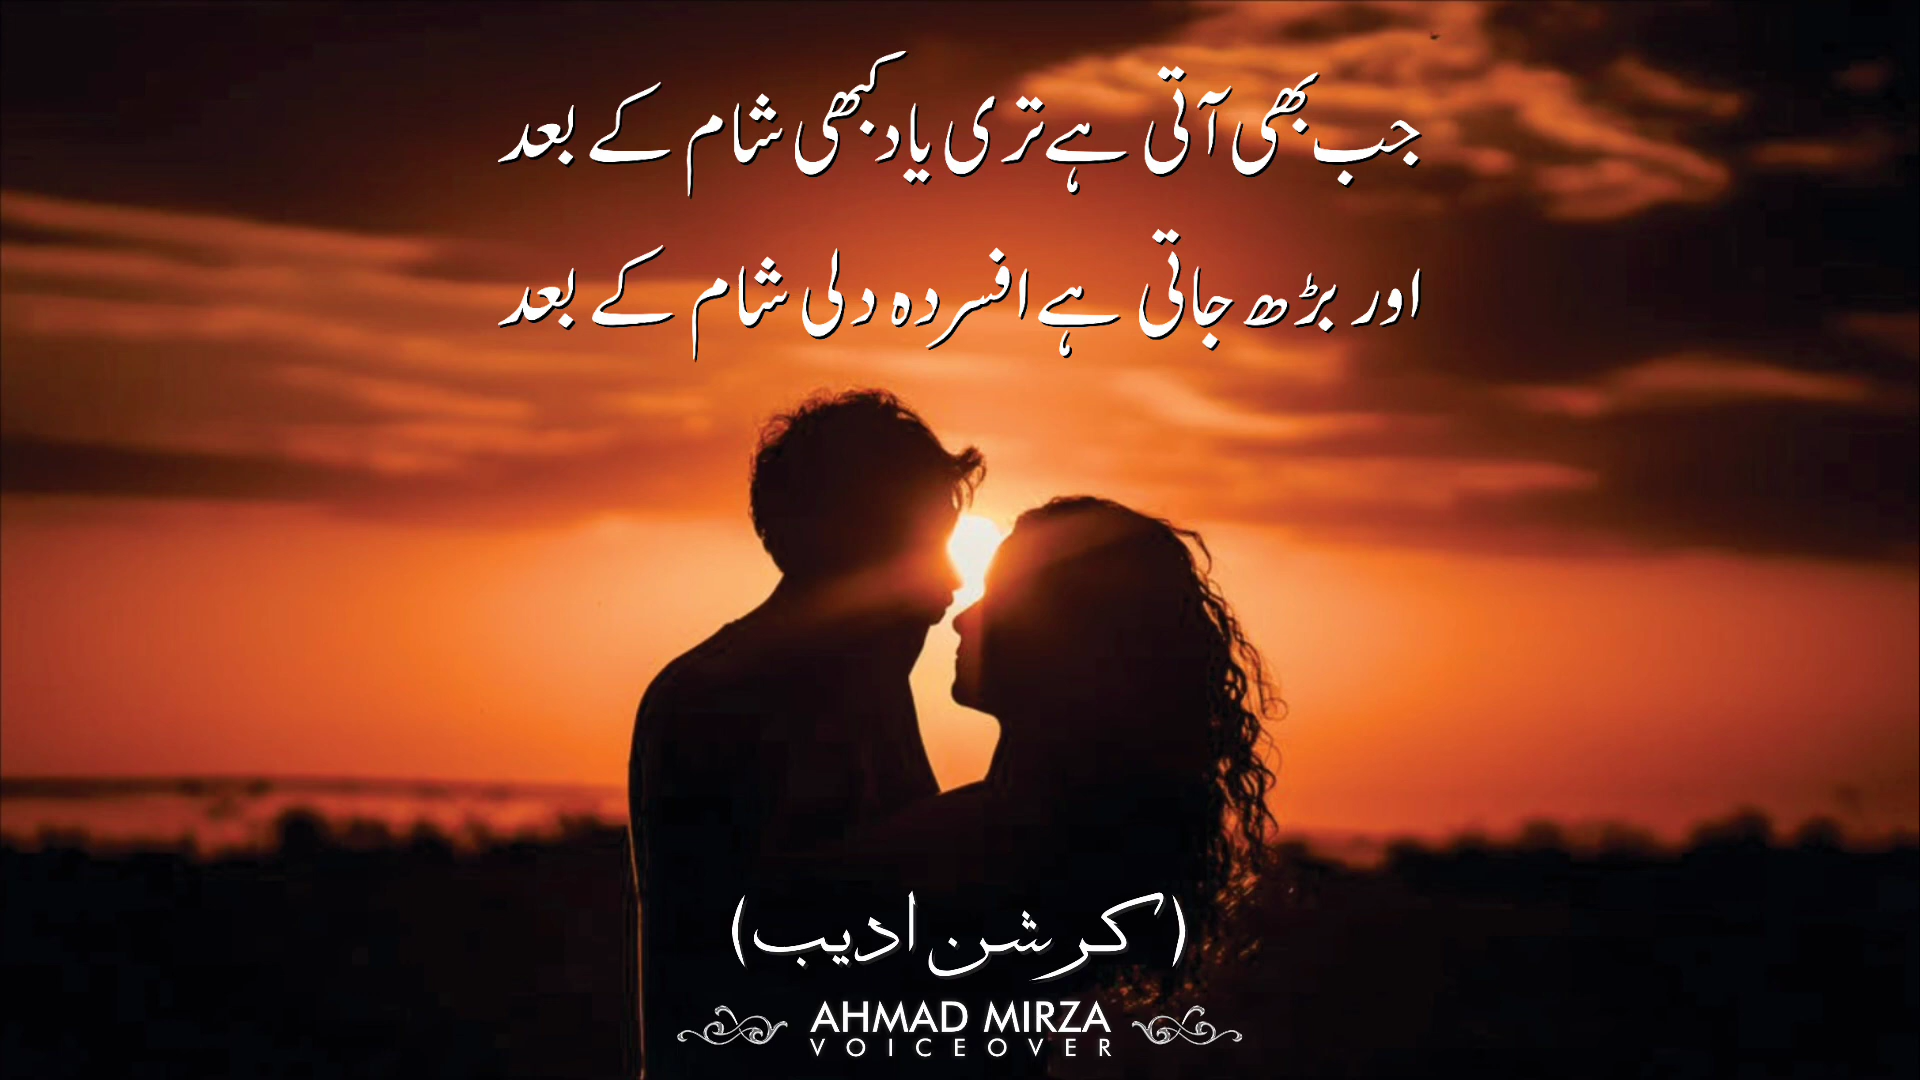 جب بھی آتی ہے تری یاد کبھی شام کے بعد
اور بڑھ جاتی ہے افسردہ دلی شام کے بعد
(کرشن ادیب)
AHMAD MIRZA
VOICEOVER